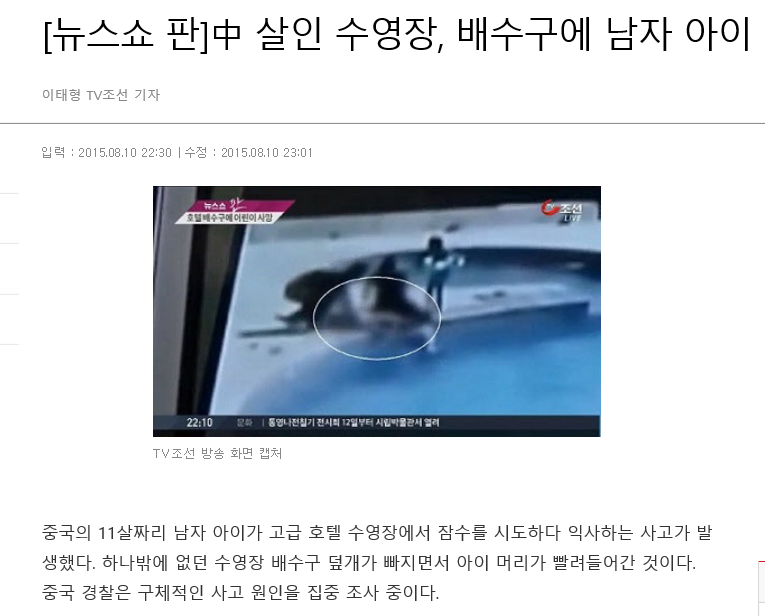 [뉴스쇼 판]中 살인 수영장, 배수구에 남자 아이
이태형 TV조선 기자
입력 : 2015.08.10 22:30 | 수정 : 2015.08.10 23:01
뉴스쇼 판
호텔 배수구에 어린이 사망
조선
LIVE
22:10 문화 | 통영나전칠기 전시회 12일부터 시립박물관서 열려
TV조선 방송 화면 캡처
중국의 11살짜리 남자 아이가 고급 호텔 수영장에서 잠수를 시도하다 익사하는 사고가 발
생했다. 하나밖에 없던 수영장 배수구 덮개가 빠지면서 아이 머리가 빨려들어간 것이다.
중국 경찰은 구체적인 사고 원인을 집중 조사 중이다.